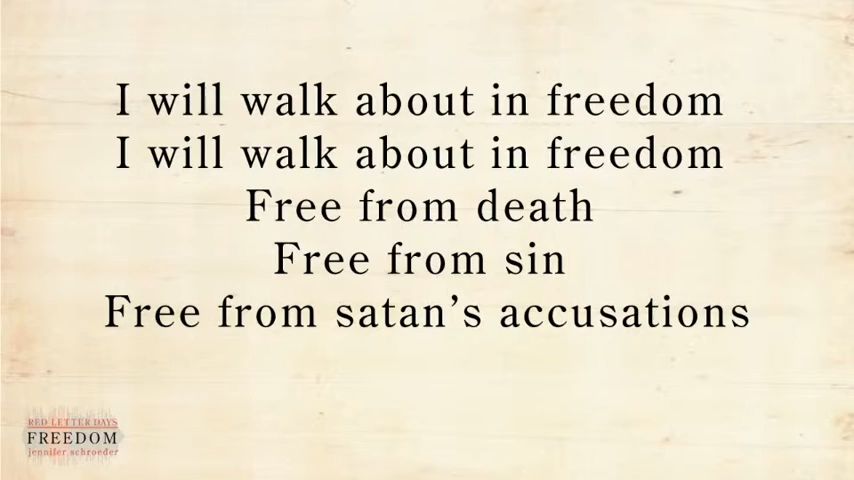 I will walk about in freedom
I will walk about in freedom
Free from death
Free from sin
Free from satan’s accusations
RED LETTER DAYS
FREEDOM
jennifer schroeder